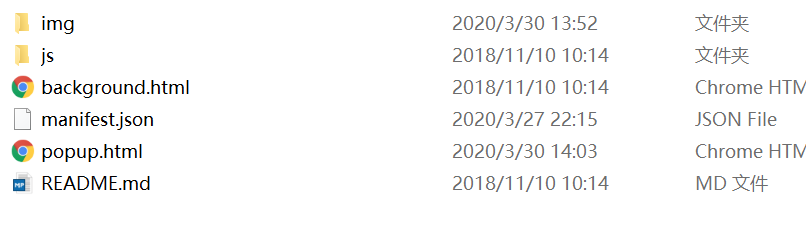 img 2020/3/30 13:52 文件夹
js 2018/11/10 10:14 文件夹
background.html 2018/11/10 10:14 Chrome HTM
manifest.json 2020/3/27 22:15 JSON File
popup.html 2020/3/30 14:03 Chrome HTM
README.md 2018/11/10 10:14 MD 文件